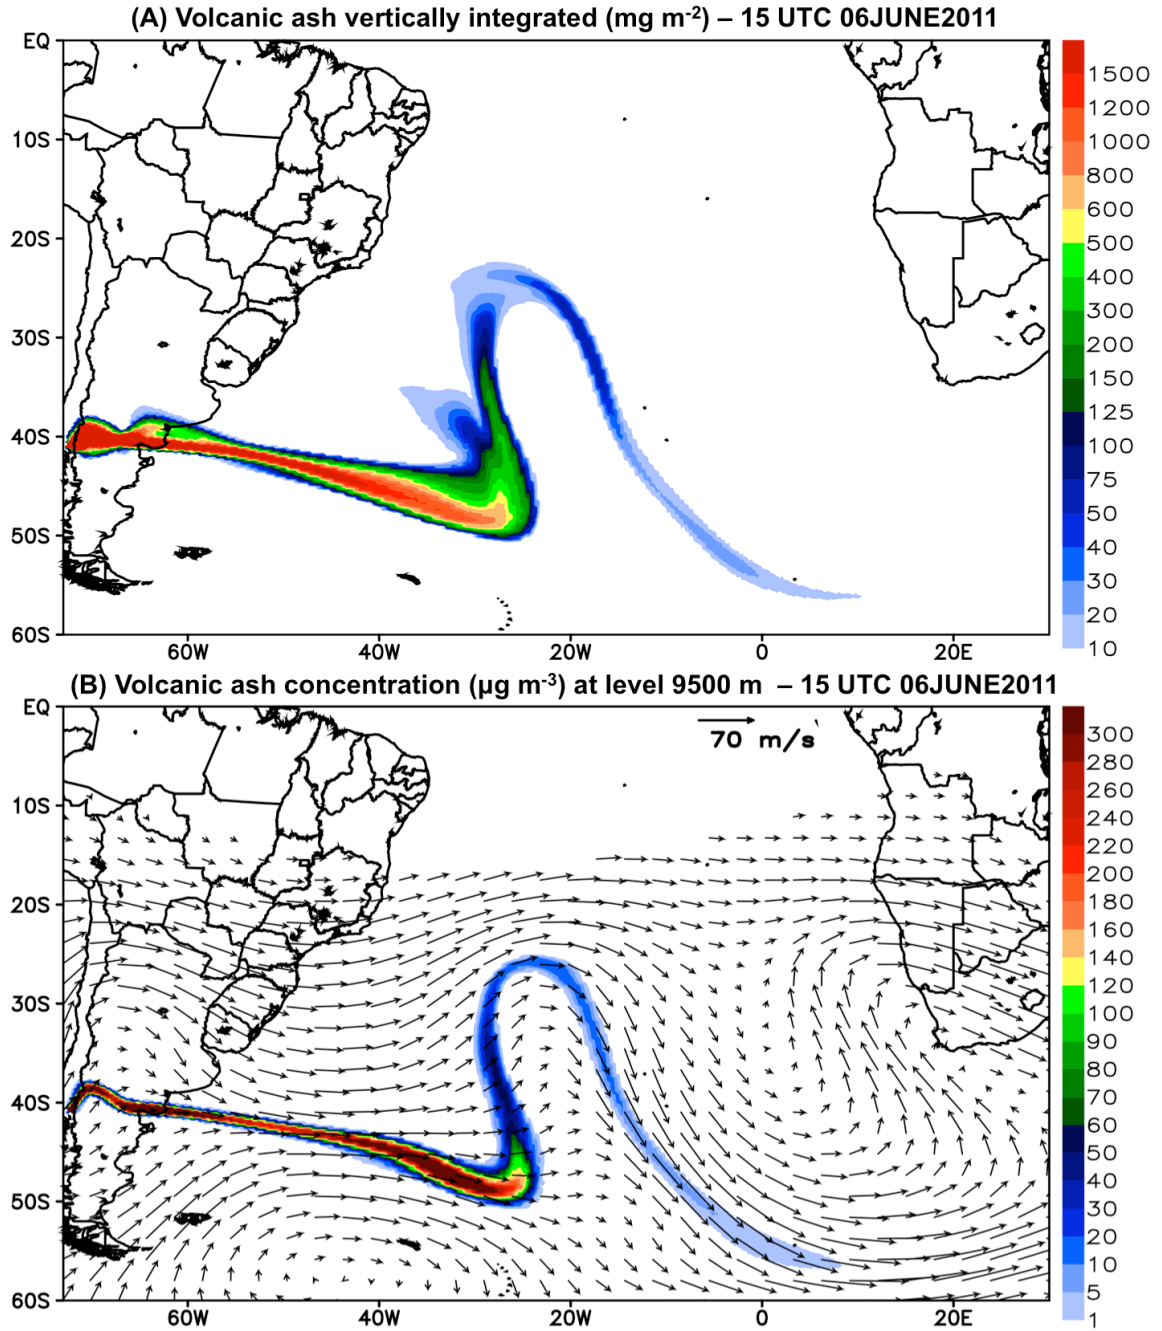 (A) Volcanic ash vertically integrated (mg m-2) – 15 UTC 06JUNE2011
EQ
10S
20S
30S
40S
50S
60S
60W 40W 20W 0 20E
1500
1200
1000
800
600
500
400
300
200
150
125
100
75
50
40
30
20
10
(B) Volcanic ash concentration (µg m-3) at level 9500 m – 15 UTC 06JUNE2011
70 m/s
EQ
10S
20S
30S
40S
50S
60S
60W 40W 20W 0 20E
300
280
260
240
220
200
180
160
140
120
100
90
80
70
60
50
40
30
20
10
5
1